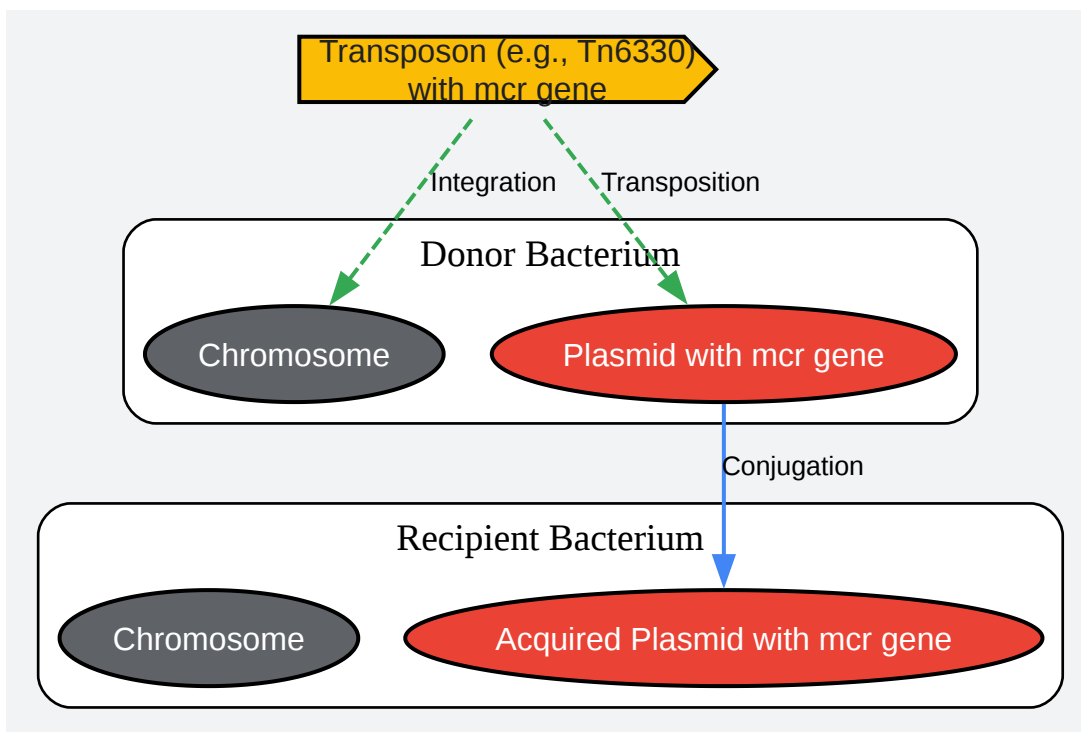 Transposon (e.g., Tn6330)
with mcr gene
Integration
Transposition
Donor Bacterium
Chromosome
Plasmid with mcr gene
Conjugation
Recipient Bacterium
Chromosome
Acquired Plasmid with mcr gene